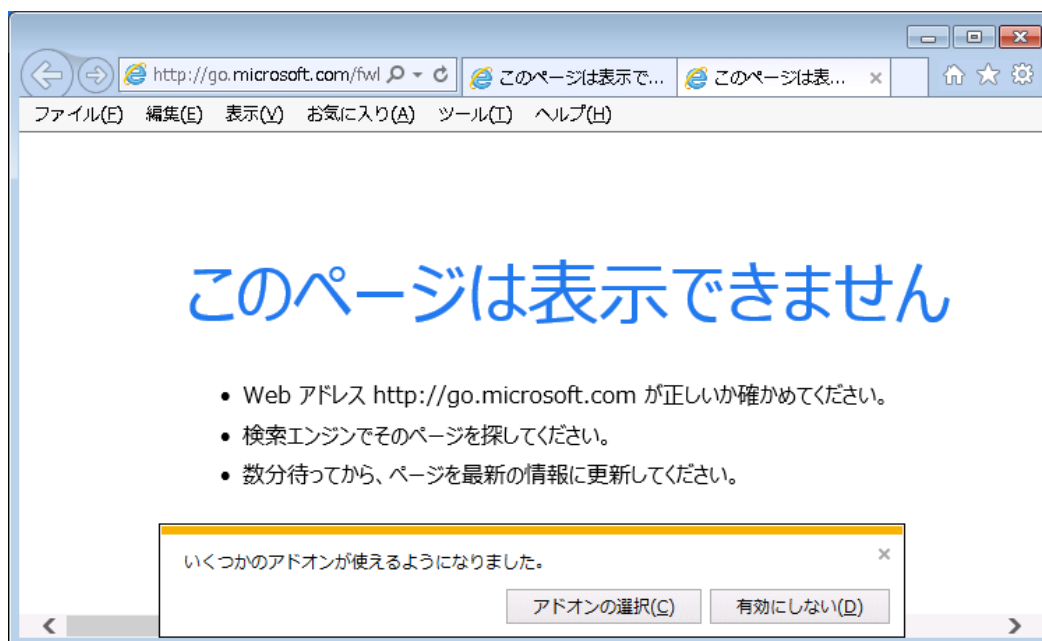 http://go.microsoft.com/fwl
このページは表示で...
このページは表...
ファイル(F) 編集(E) 表示(V) お気に入り(A) ツール(T) ヘルプ(H)
このページは表示できません
• Web アドレス http://go.microsoft.com が正しいか確かめてください。
• 検索エンジンでそのページを探してください。
• 数分待ってから、ページを最新の情報に更新してください。
いくつかのアドオンが使えるようになりました。
アドオンの選択(C) 有効にしない(D)